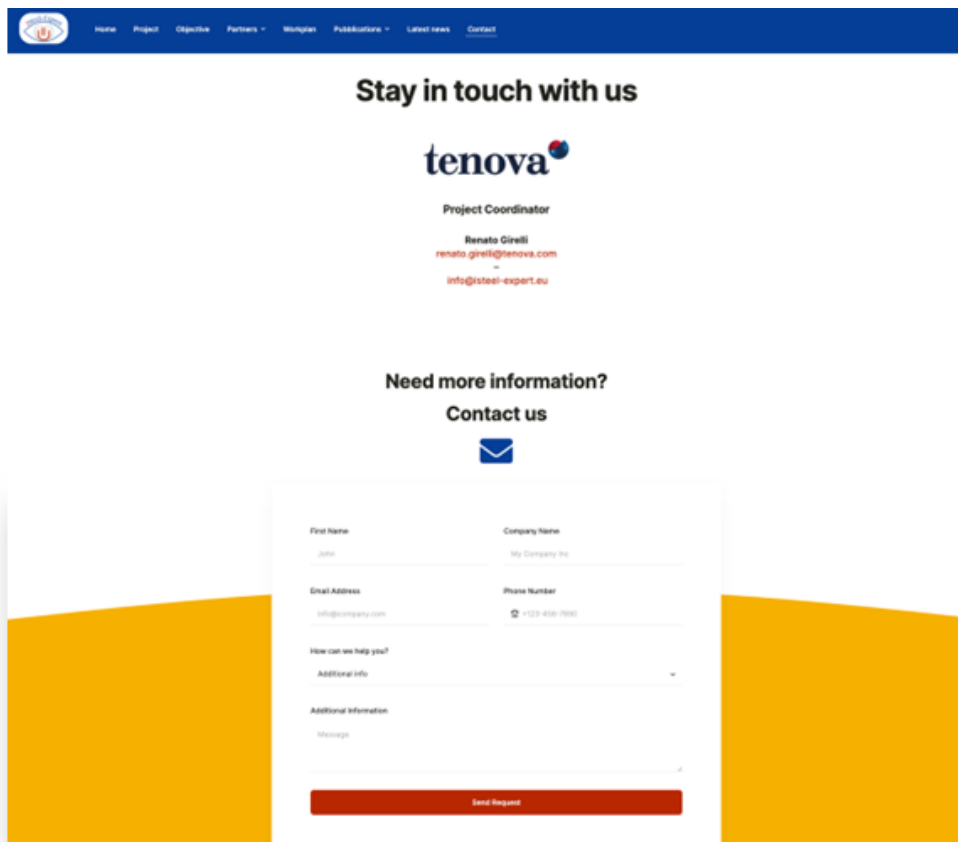 Home Project Objective Partners Workplan Pubblications Latest news Contact
Stay in touch with us
tenova
Project Coordinator
Renato Girelli
renato.girelli@tenova.com
–
info@isteel-expert.eu
Need more information?
Contact us
First Name Company Name
John My Company Inc
Email Address Phone Number
info@company.com +123-456-7890
How can we help you?
Additional info
Additional Information
Message
Send Request